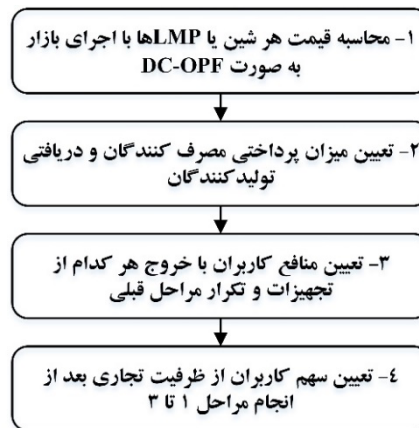 ۱- محاسبه قیمت هر شین یا LMPها با اجرای بازار
به صورت DC-OPF
۲- تعیین میزان پرداختی مصرف کنندگان و دریافتی
تولیدکنندگان
۳- تعیین منافع کاربران با خروج هر کدام از
تجهیزات و تکرار مراحل قبلی
٤- تعیین سهم کاربران از ظرفیت تجاری بعد از
انجام مراحل ۱ تا ۳